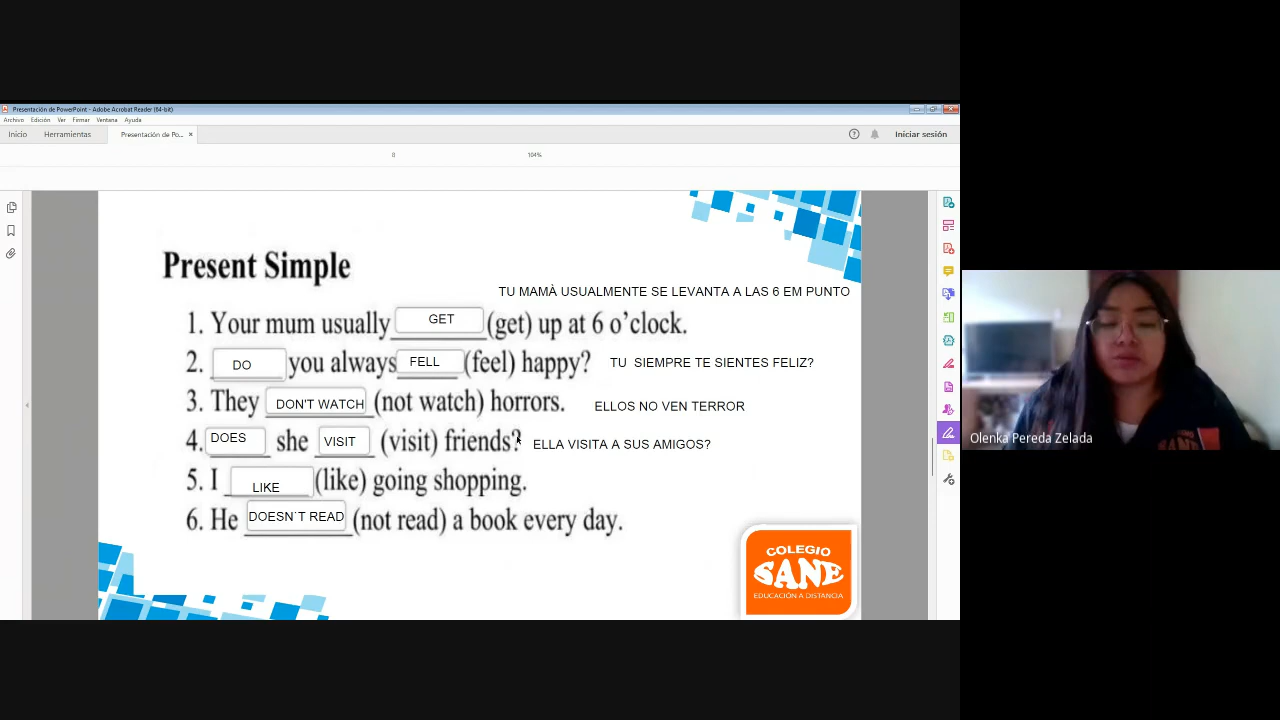 Presentación de PowerPoint - Adobe Acrobat Reader (64-bit)
Archivo Edición Ver Firmar Ventana Ayuda
Inicio Herramientas Presentación de Po... × Iniciar sesión
8 104%
Present Simple
TU MAMÀ USUALMENTE SE LEVANTA A LAS 6 EM PUNTO
1. Your mum usually GET (get) up at 6 o'clock.
2. DO you always FELL (feel) happy? TU SIEMPRE TE SIENTES FELIZ?
3. They DON'T WATCH (not watch) horrors. ELLOS NO VEN TERROR
4. DOES she VISIT (visit) friends? ELLA VISITA A SUS AMIGOS?
5. I LIKE (like) going shopping.
6. He DOESN´T READ (not read) a book every day.
COLEGIO
SANE
EDUCACIÓN A DISTANCIA
Olenka Pereda Zelada